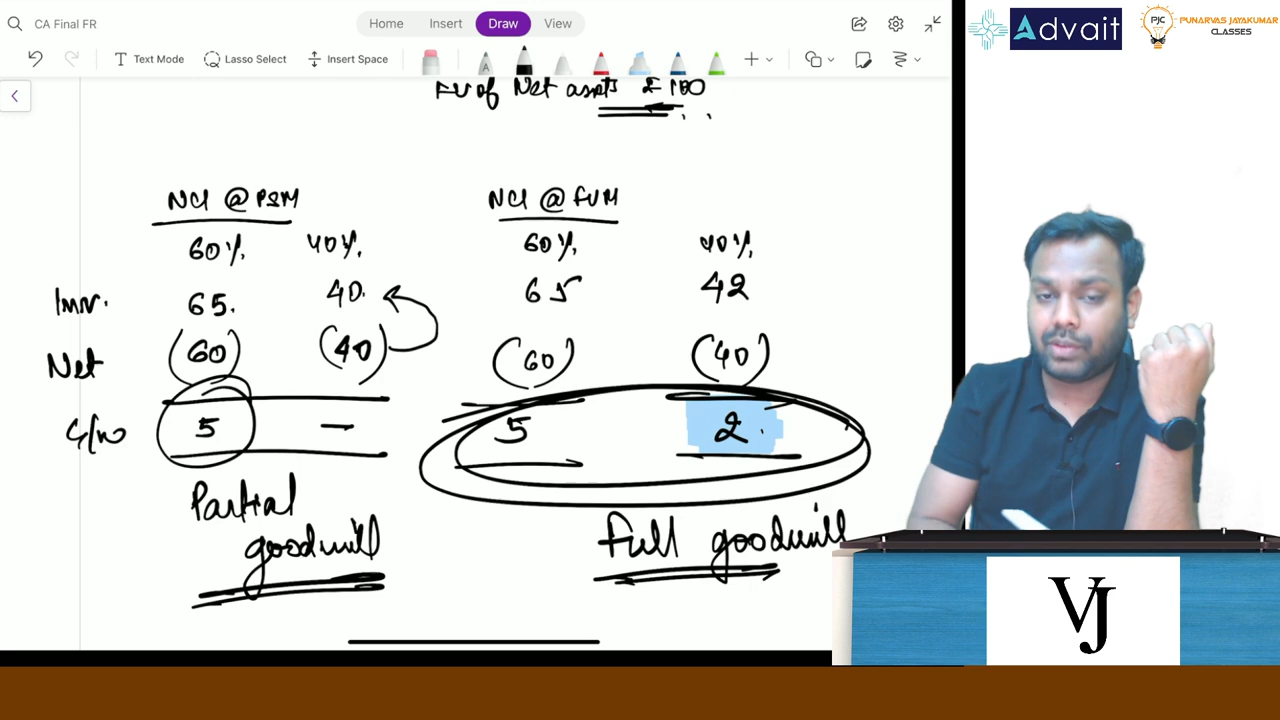 CA Final FR
Home Insert Draw View
Text Mode Lasso Select Insert Space
Advait
PJC
PUNARVAS JAYAKUMAR
CLASSES
FV of Net assets = 100
NCI @ PSM NCI @ FVM
60% 40% 60% 40%
Inv. 65. 40. 65 42
Net (60) (40) (60) (40)
G/w 5 — 5 2.
Partial
goodwill
Full goodwill
VJ